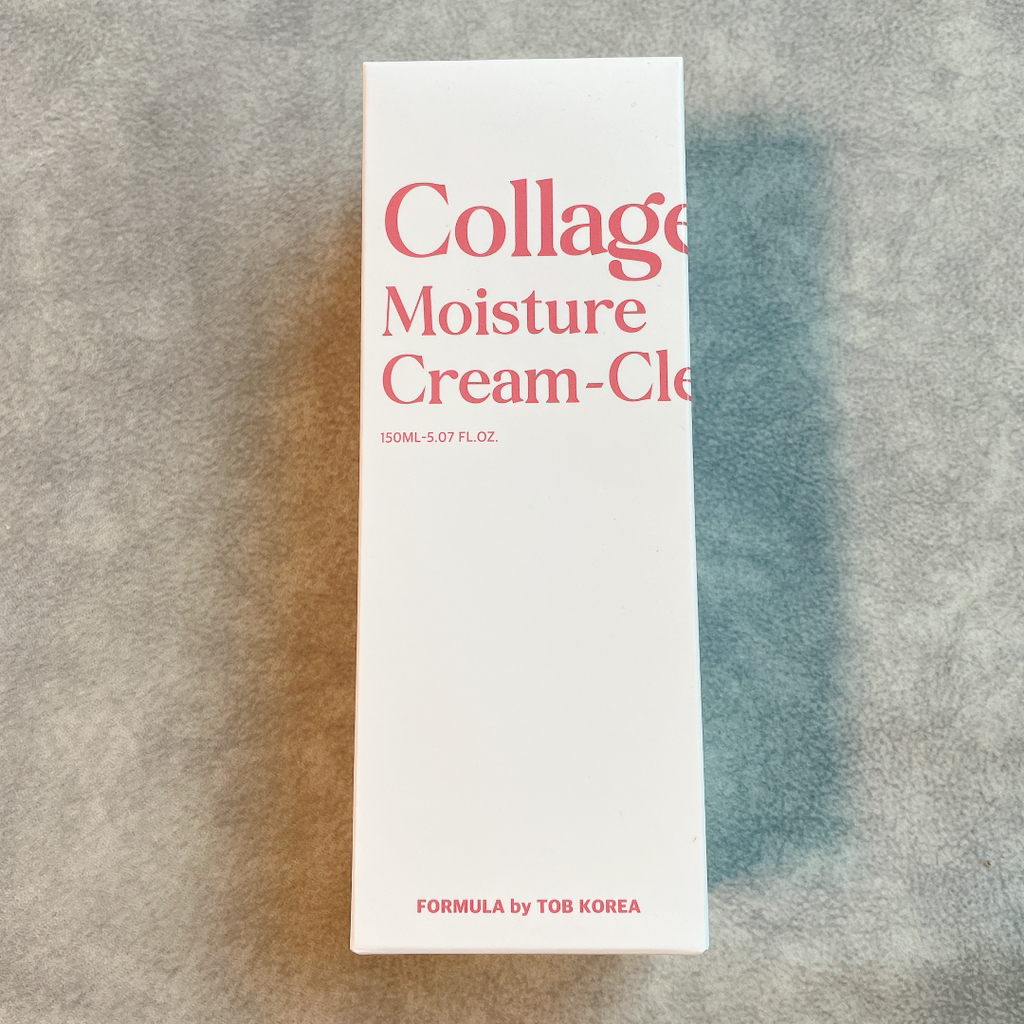 Collage
Moisture
Cream-Cle
150ML-5.07 FL.OZ.
FORMULA by TOB KOREA